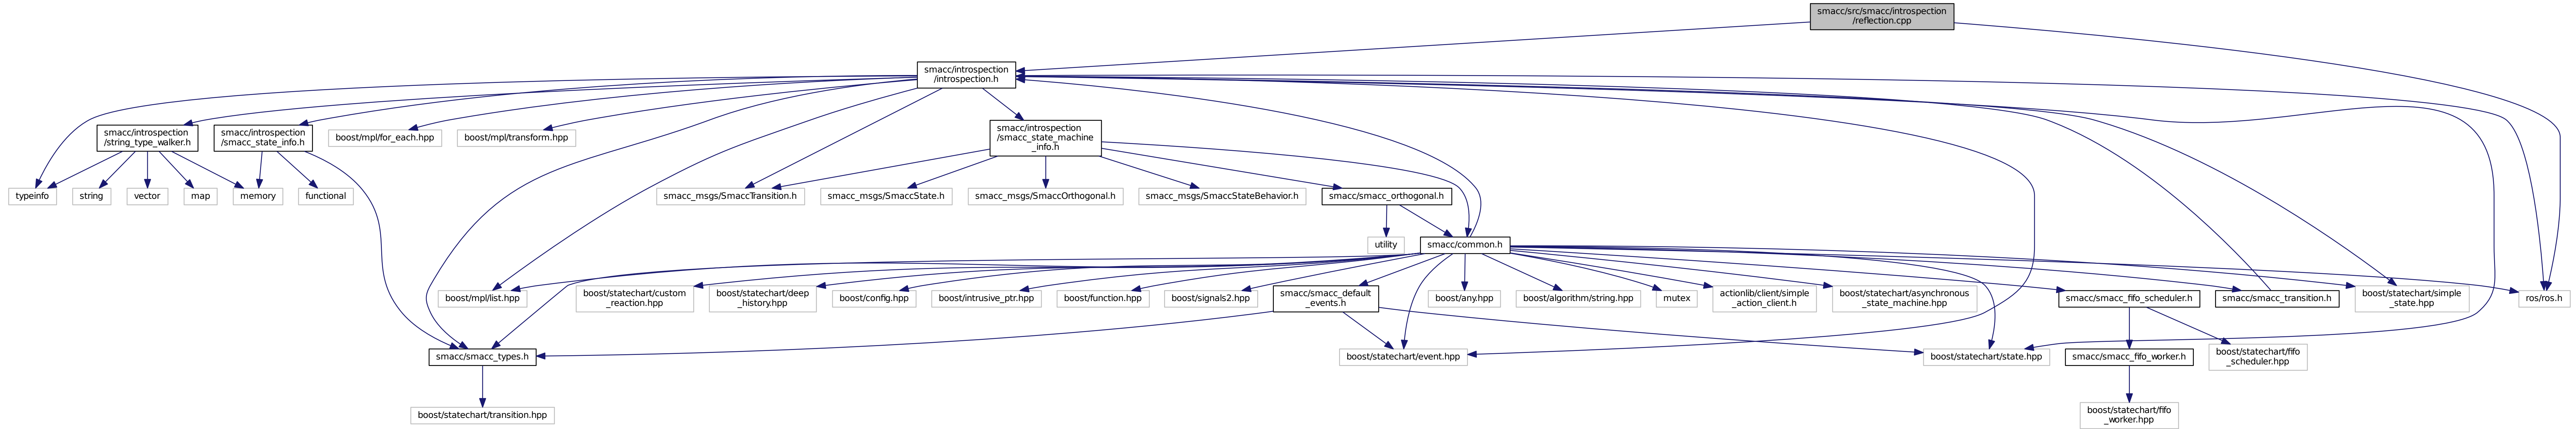 smacc/src/smacc/introspection
/reflection.cpp
smacc/introspection
/introspection.h
smacc/introspection
/string_type_walker.h
smacc/introspection
/smacc_state_info.h
boost/mpl/for_each.hpp
boost/mpl/transform.hpp
smacc/introspection
/smacc_state_machine
_info.h
typeinfo
string
vector
map
memory
functional
smacc_msgs/SmaccTransition.h
smacc_msgs/SmaccState.h
smacc_msgs/SmaccOrthogonal.h
smacc_msgs/SmaccStateBehavior.h
smacc/smacc_orthogonal.h
utility
smacc/common.h
boost/mpl/list.hpp
boost/statechart/custom
_reaction.hpp
boost/statechart/deep
_history.hpp
boost/config.hpp
boost/intrusive_ptr.hpp
boost/function.hpp
boost/signals2.hpp
smacc/smacc_default
_events.h
boost/any.hpp
boost/algorithm/string.hpp
mutex
actionlib/client/simple
_action_client.h
boost/statechart/asynchronous
_state_machine.hpp
smacc/smacc_fifo_scheduler.h
smacc/smacc_transition.h
boost/statechart/simple
_state.hpp
ros/ros.h
smacc/smacc_types.h
boost/statechart/event.hpp
boost/statechart/state.hpp
smacc/smacc_fifo_worker.h
boost/statechart/fifo
_scheduler.hpp
boost/statechart/transition.hpp
boost/statechart/fifo
_worker.hpp